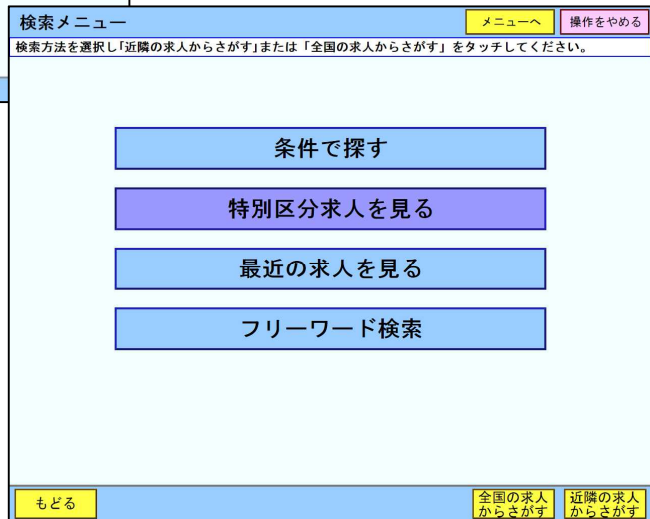 検索メニュー
メニューへ
操作をやめる
検索方法を選択し「近隣の求人からさがす」または「全国の求人からさがす」をタッチしてください。
条件で探す
特別区分求人を見る
最近の求人を見る
フリーワード検索
もどる
全国の求人
からさがす
近隣の求人
からさがす